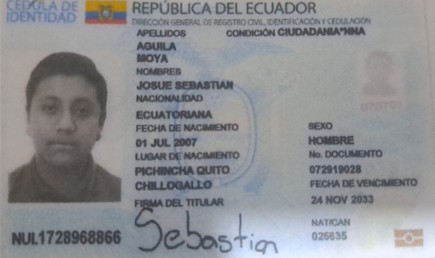 CÉDULA DE
IDENTIDAD
REPÚBLICA DEL ECUADOR
DIRECCIÓN GENERAL DE REGISTRO CIVIL, IDENTIFICACIÓN Y CEDULACIÓN
APELLIDOS
CONDICIÓN CIUDADANIA*NNA
AGUILA
MOYA
NOMBRES
JOSUE SEBASTIAN
NACIONALIDAD
ECUATORIANA
FECHA DE NACIMIENTO
SEXO
01 JUL 2007
HOMBRE
LUGAR DE NACIMIENTO
No. DOCUMENTO
PICHINCHA QUITO
072919028
CHILLOGALLO
FECHA DE VENCIMIENTO
FIRMA DEL TITULAR
24 NOV 2033
NUI.1728968866
Sebastian
NAT/CAN
026635